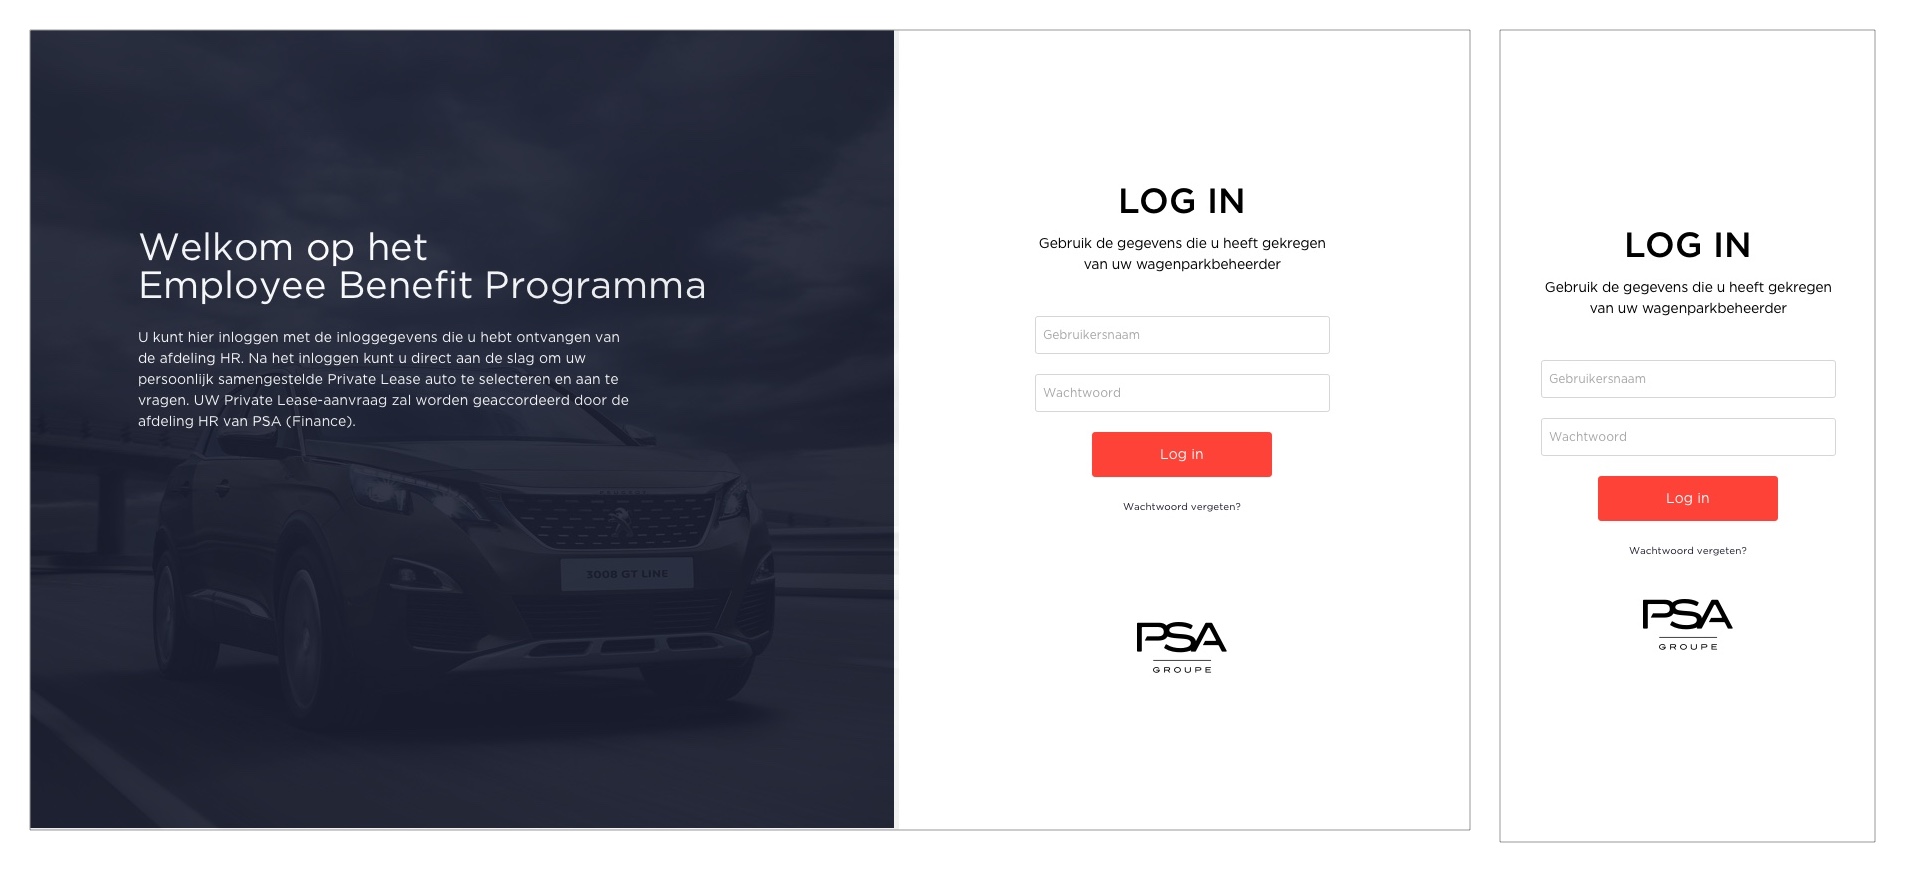 Welkom op het
Employee Benefit Programma
U kunt hier inloggen met de inloggegevens die u hebt ontvangen van
de afdeling HR. Na het inloggen kunt u direct aan de slag om uw
persoonlijk samengestelde Private Lease auto te selecteren en aan te
vragen. UW Private Lease-aanvraag zal worden geaccordeerd door de
afdeling HR van PSA (Finance).
3008 GT LINE
LOG IN
Gebruik de gegevens die u heeft gekregen
van uw wagenparkbeheerder
Gebruikersnaam
Wachtwoord
Log in
Wachtwoord vergeten?
PSA
GROUPE
LOG IN
Gebruik de gegevens die u heeft gekregen
van uw wagenparkbeheerder
Gebruikersnaam
Wachtwoord
Log in
Wachtwoord vergeten?
PSA
GROUPE